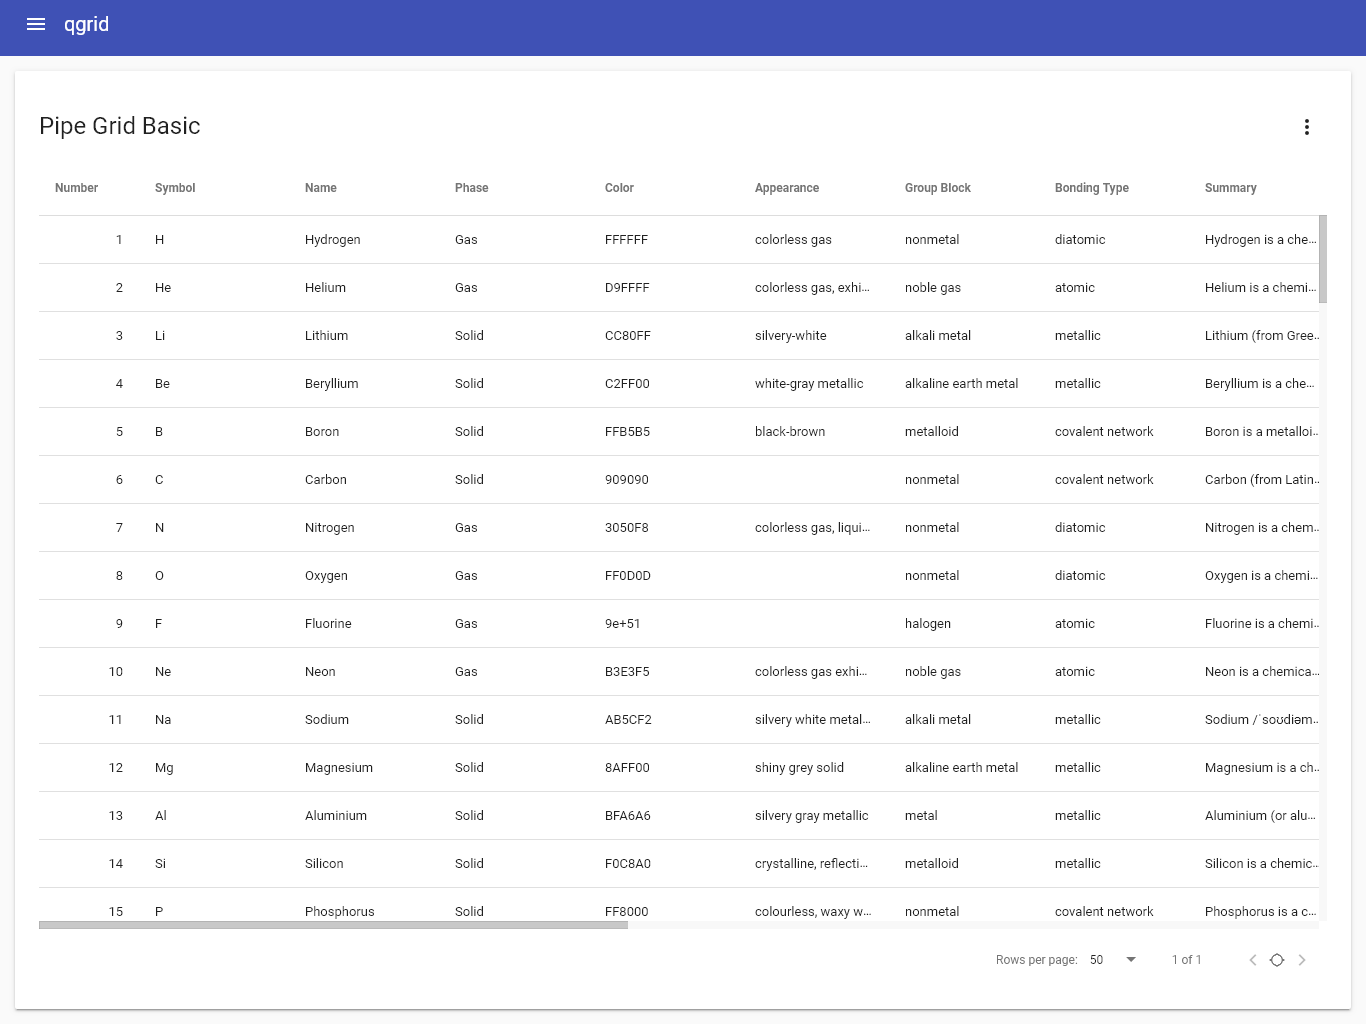 qgrid
Pipe Grid Basic
Number Symbol Name Phase Color Appearance Group Block Bonding Type Summary
1 H Hydrogen Gas FFFFFF colorless gas nonmetal diatomic Hydrogen is a che...
2 He Helium Gas D9FFFF colorless gas, exhi... noble gas atomic Helium is a chemi...
3 Li Lithium Solid CC80FF silvery-white alkali metal metallic Lithium (from Gree...
4 Be Beryllium Solid C2FF00 white-gray metallic alkaline earth metal metallic Beryllium is a che...
5 B Boron Solid FFB5B5 black-brown metalloid covalent network Boron is a metalloi...
6 C Carbon Solid 909090 nonmetal covalent network Carbon (from Latin...
7 N Nitrogen Gas 3050F8 colorless gas, liqui... nonmetal diatomic Nitrogen is a chem...
8 O Oxygen Gas FF0D0D nonmetal diatomic Oxygen is a chemi...
9 F Fluorine Gas 9e+51 halogen atomic Fluorine is a chemi...
10 Ne Neon Gas B3E3F5 colorless gas exhi... noble gas atomic Neon is a chemica...
11 Na Sodium Solid AB5CF2 silvery white metal... alkali metal metallic Sodium /ˈsoʊdiəm...
12 Mg Magnesium Solid 8AFF00 shiny grey solid alkaline earth metal metallic Magnesium is a ch...
13 Al Aluminium Solid BFA6A6 silvery gray metallic metal metallic Aluminium (or alu...
14 Si Silicon Solid F0C8A0 crystalline, reflecti... metalloid metallic Silicon is a chemic...
15 P Phosphorus Solid FF8000 colourless, waxy w... nonmetal covalent network Phosphorus is a c...
Rows per page: 50 1 of 1